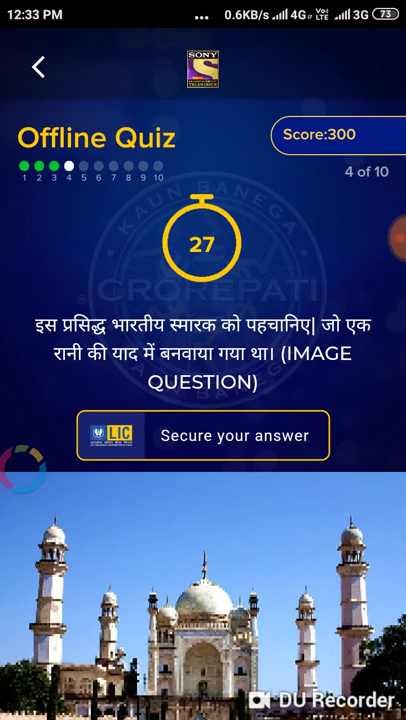 12:33 PM ... 0.6KB/s 4G VoLTE 3G 73
SONY
S
TELEVISION
Offline Quiz
Score:300
1 2 3 4 5 6 7 8 9 10
4 of 10
KAUN BANEGA
27
CROREPATI
इस प्रसिद्ध भारतीय स्मारक को पहचानिए| जो एक
रानी की याद में बनवाया गया था। (IMAGE
QUESTION)
LIC
Secure your answer
DU Recorder